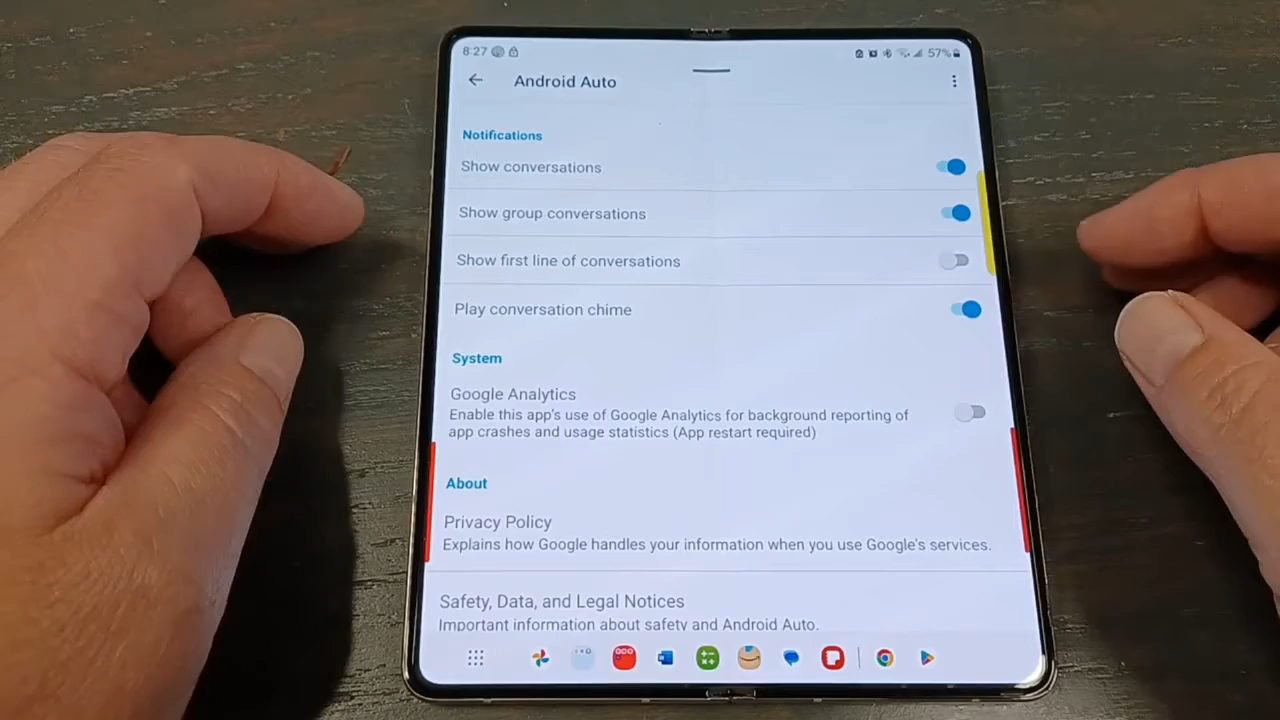 8:27 57%
Android Auto
Notifications
Show conversations
Show group conversations
Show first line of conversations
Play conversation chime
System
Google Analytics
Enable this app's use of Google Analytics for background reporting of
app crashes and usage statistics (App restart required)
About
Privacy Policy
Explains how Google handles your information when you use Google's services.
Safety, Data, and Legal Notices
Important information about safety and Android Auto.